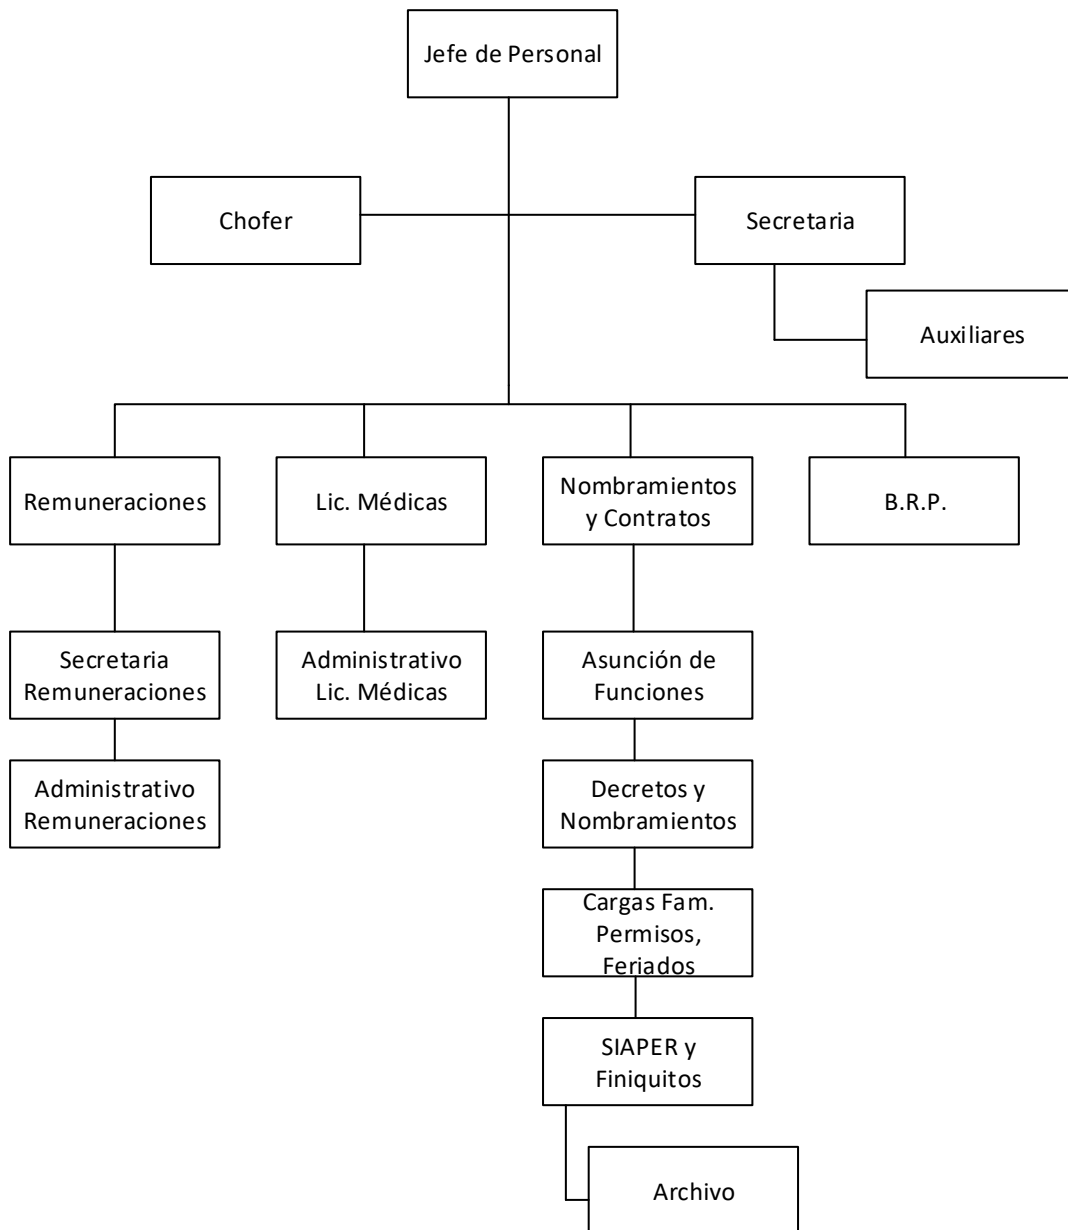 Jefe de Personal
Chofer
Secretaria
Auxiliares
Remuneraciones
Lic. Médicas
Nombramientos
y Contratos
B.R.P.
Secretaria
Remuneraciones
Administrativo
Lic. Médicas
Asunción de
Funciones
Administrativo
Remuneraciones
Decretos y
Nombramientos
Cargas Fam.
Permisos,
Feriados
SIAPER y
Finiquitos
Archivo